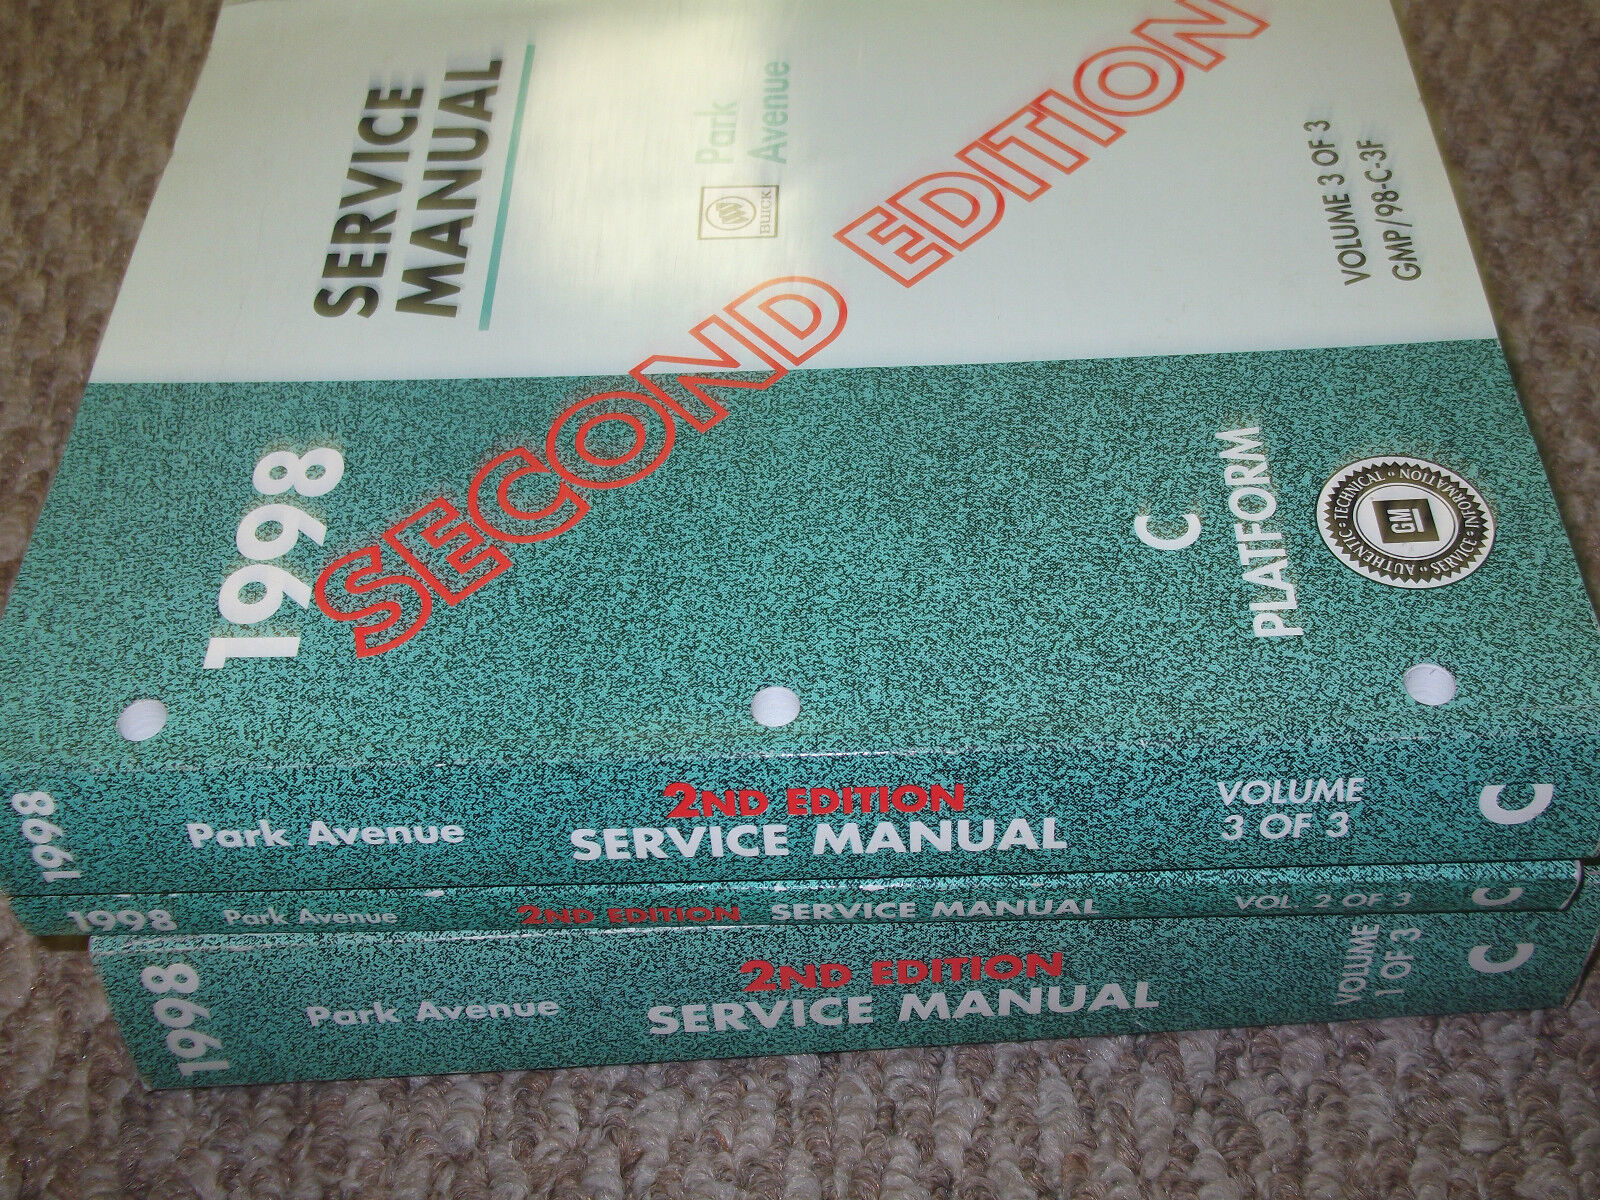 SERVICE
MANUAL
BUICK
Park
Avenue
SECOND EDITION
VOLUME 3 OF 3
GMP/98-C-3F
1998
C
PLATFORM
AUTHENTIC • TECHNICAL • SERVICE • INFORMATION
GM
1998
Park Avenue
2ND EDITION
SERVICE MANUAL
VOLUME
3 OF 3
C
1998
Park Avenue
2ND EDITION SERVICE MANUAL
VOL. 2 OF 3
C
1998
Park Avenue
2ND EDITION
SERVICE MANUAL
VOLUME
1 OF 3
C